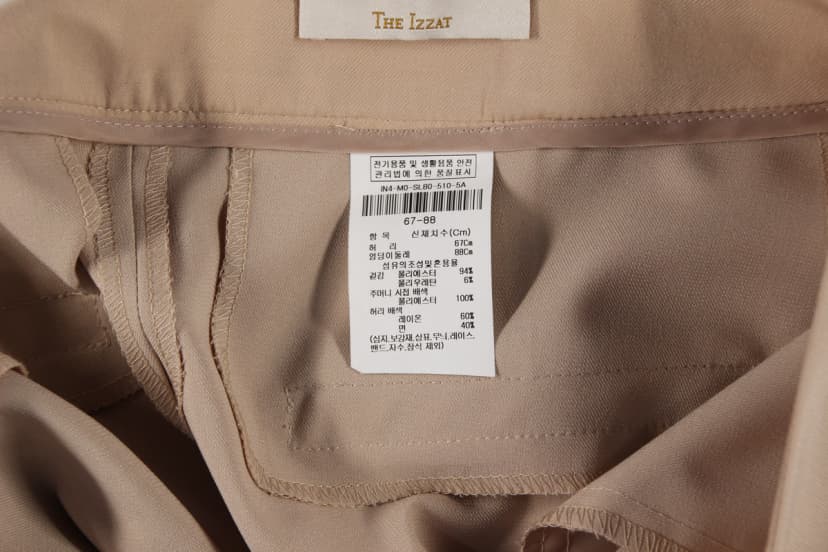 THE IZZAT
전기용품 및 생활용품 안전
관리법에 의한 품질표시
IN4-M0-SLB0-510-5A
67-88
항 목 신체치수(Cm)
허 리 67Cm
엉덩이둘레 88Cm
섬유의조성및혼용율
겉감 폴리에스터 94%
폴리우레탄 6%
주머니 시접 배색
폴리에스터 100%
허리 배색
레이온 60%
면 40%
(심지,보강재,상표,무늬,레이스,
밴드,자수,장식 제외)